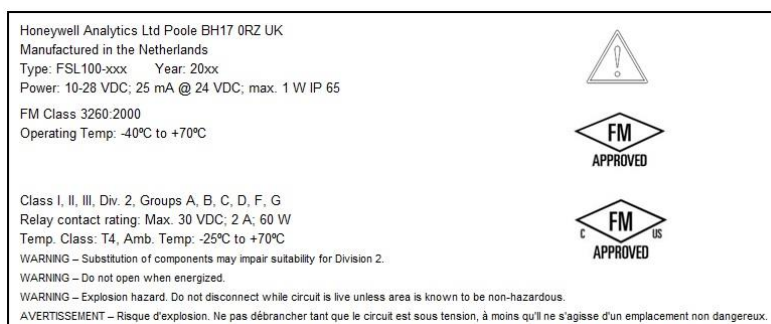 Honeywell Analytics Ltd Poole BH17 0RZ UK
Manufactured in the Netherlands
Type: FSL100-xxx Year: 20xx
Power: 10-28 VDC; 25 mA @ 24 VDC; max. 1 W IP 65
FM Class 3260:2000
Operating Temp: -40ºC to +70ºC
FM
APPROVED
Class I, II, III, Div. 2, Groups A, B, C, D, F, G
Relay contact rating: Max. 30 VDC; 2 A; 60 W
Temp. Class: T4, Amb. Temp: -25ºC to +70ºC
FM
C US
APPROVED
WARNING – Substitution of components may impair suitability for Division 2.
WARNING – Do not open when energized.
WARNING – Explosion hazard. Do not disconnect while circuit is live unless area is known to be non-hazardous.
AVERTISSEMENT – Risque d'explosion. Ne pas débrancher tant que le circuit est sous tension, à moins qu'll ne s'agisse d'un emplacement non dangereux.